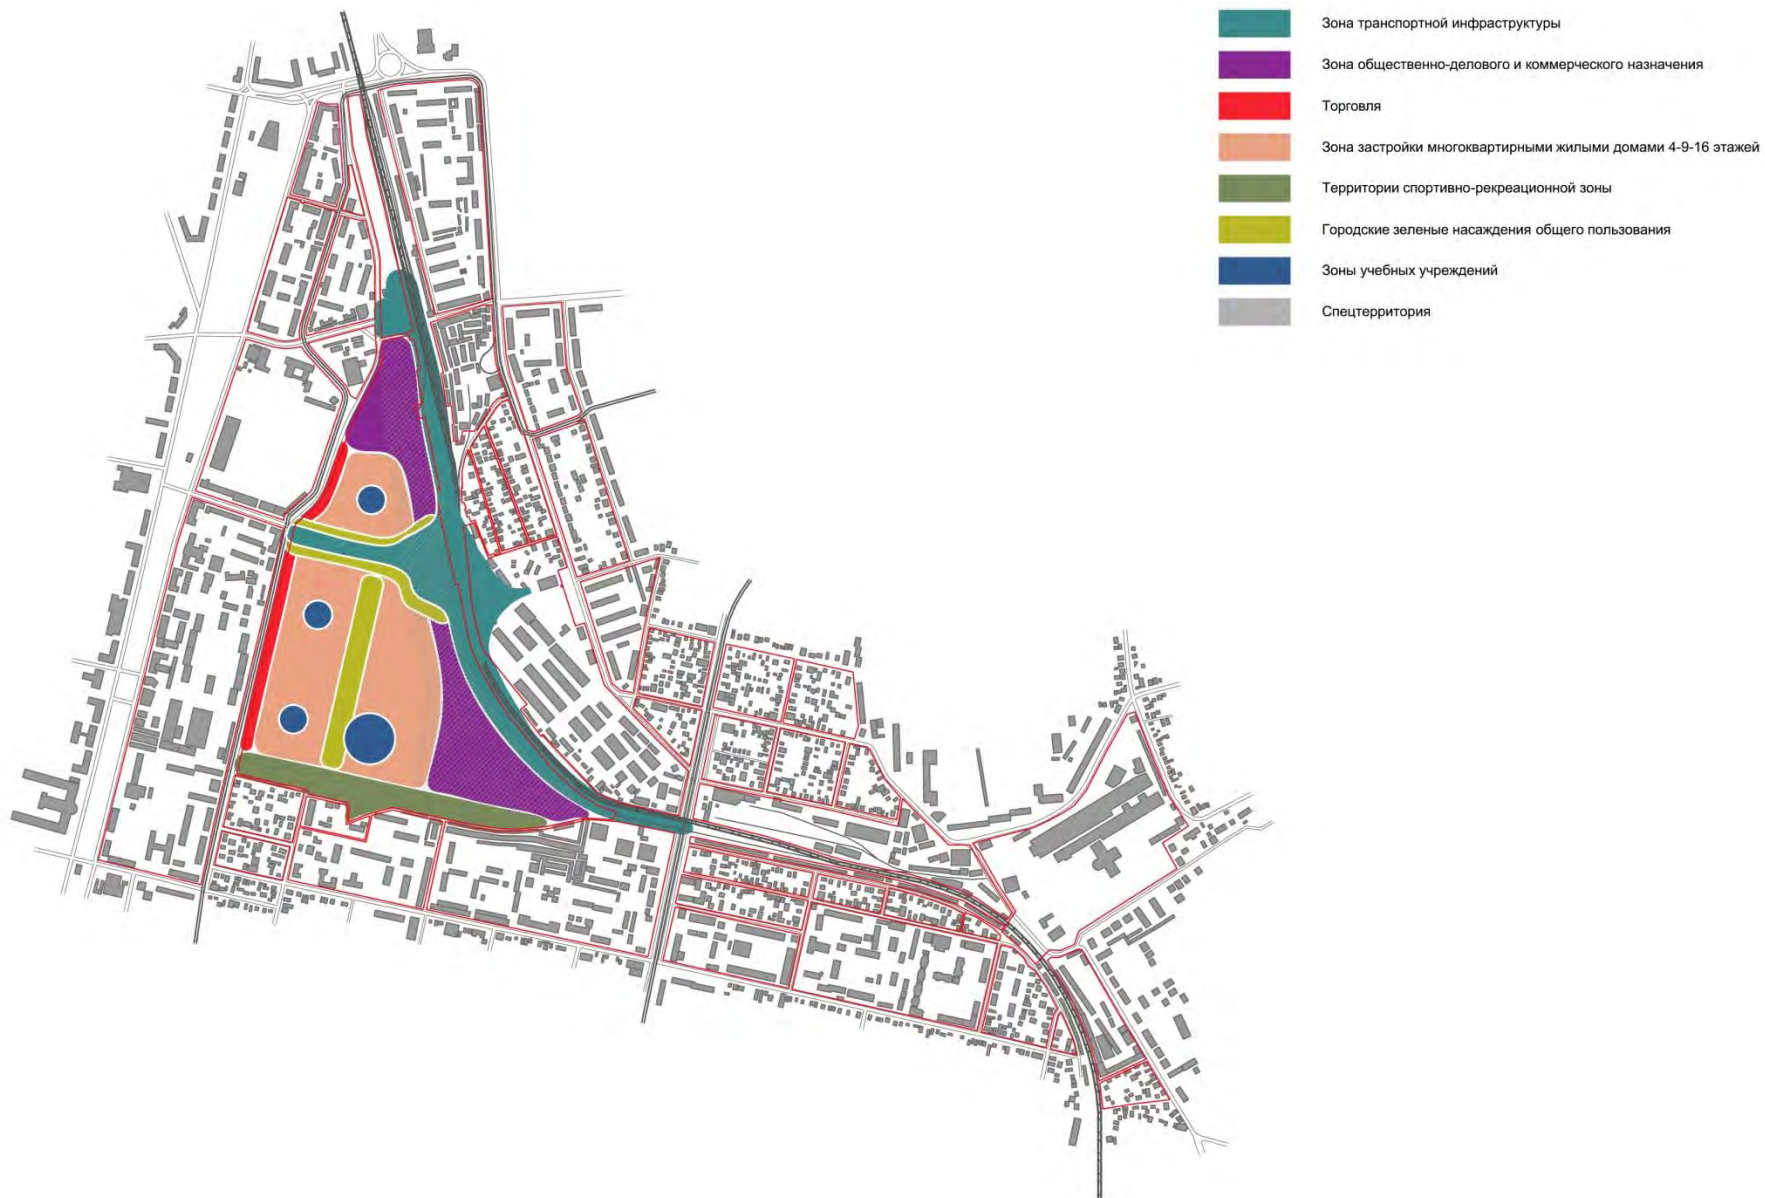 Зона транспортной инфраструктуры
Зона общественно-делового и коммерческого назначения
Торговля
Зона застройки многоквартирными жилыми домами 4-9-16 этажей
Территории спортивно-рекреационной зоны
Городские зеленые насаждения общего пользования
Зоны учебных учреждений
Спецтерритория